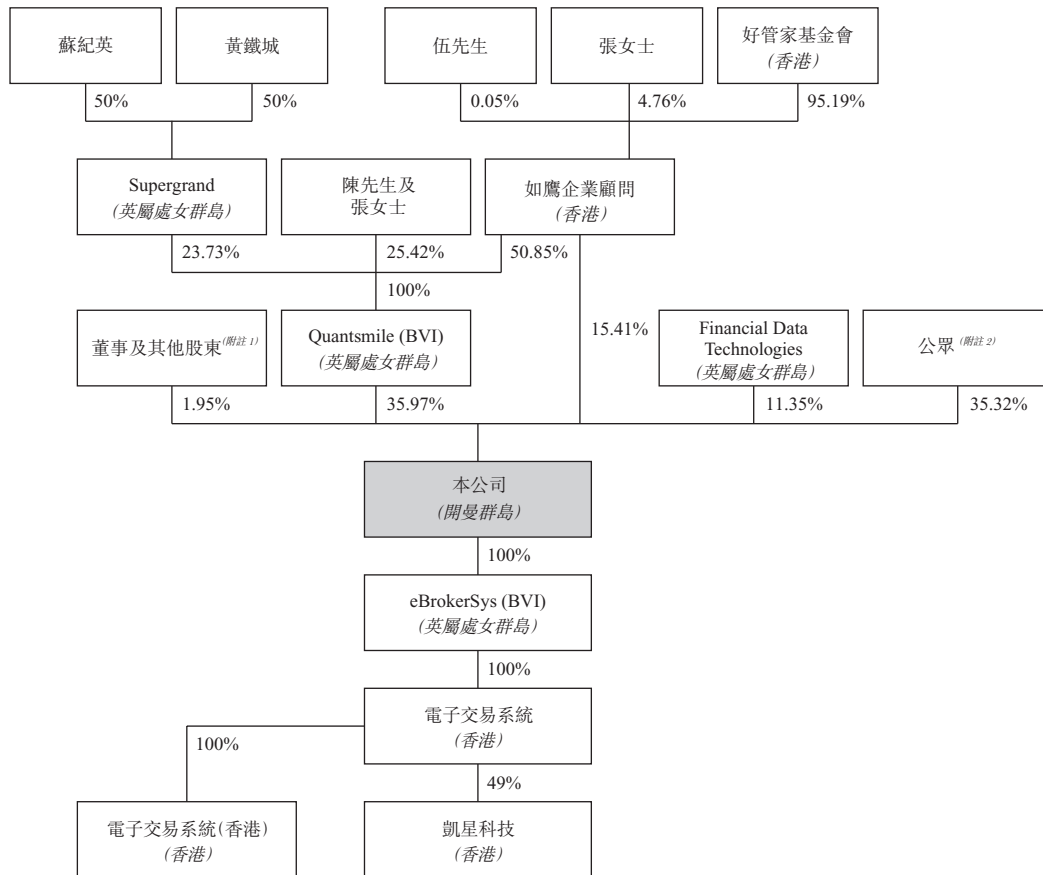 蘇紀英
黃鐵城
伍先生
張女士
好管家基金會
(香港)
50%
50%
0.05%
4.76%
95.19%
Supergrand
(英屬處女群島)
陳先生及
張女士
如鷹企業顧問
(香港)
23.73%
25.42%
50.85%
100%
15.41%
董事及其他股東(附註 1)
Quantsmile (BVI)
(英屬處女群島)
Financial Data
Technologies
(英屬處女群島)
公眾(附註 2)
1.95%
35.97%
11.35%
35.32%
本公司
(開曼群島)
100%
eBrokerSys (BVI)
(英屬處女群島)
100%
電子交易系統
(香港)
100%
49%
電子交易系統(香港)
(香港)
凱星科技
(香港)